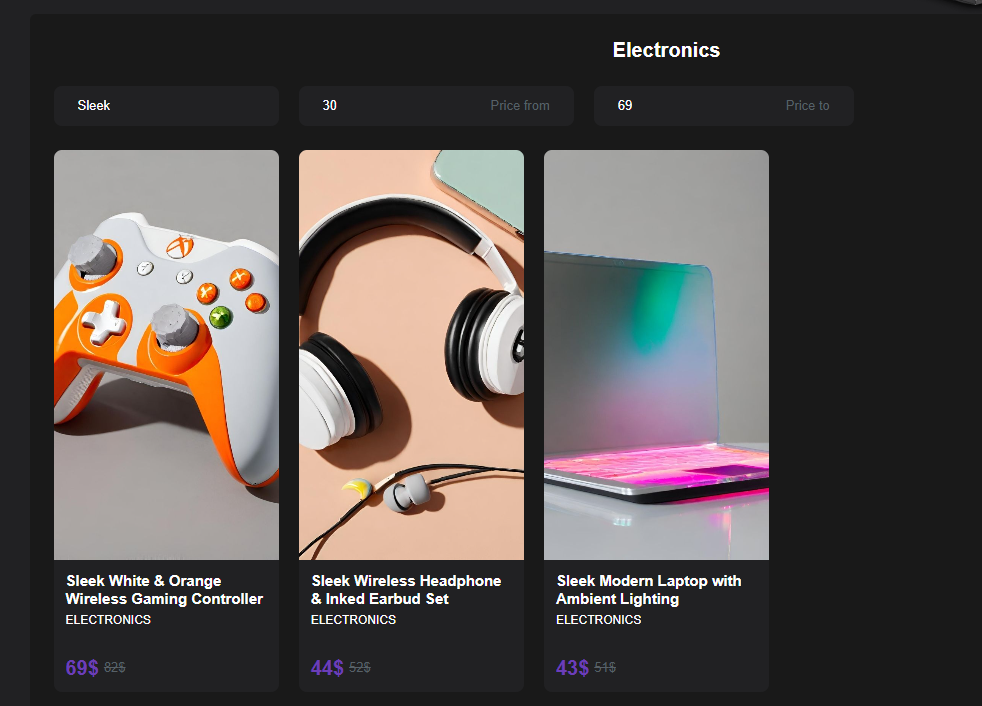 Electronics
Sleek
30 Price from
69 Price to
Sleek White & Orange
Wireless Gaming Controller
ELECTRONICS
69$ 82$
Sleek Wireless Headphone
& Inked Earbud Set
ELECTRONICS
44$ 52$
Sleek Modern Laptop with
Ambient Lighting
ELECTRONICS
43$ 51$